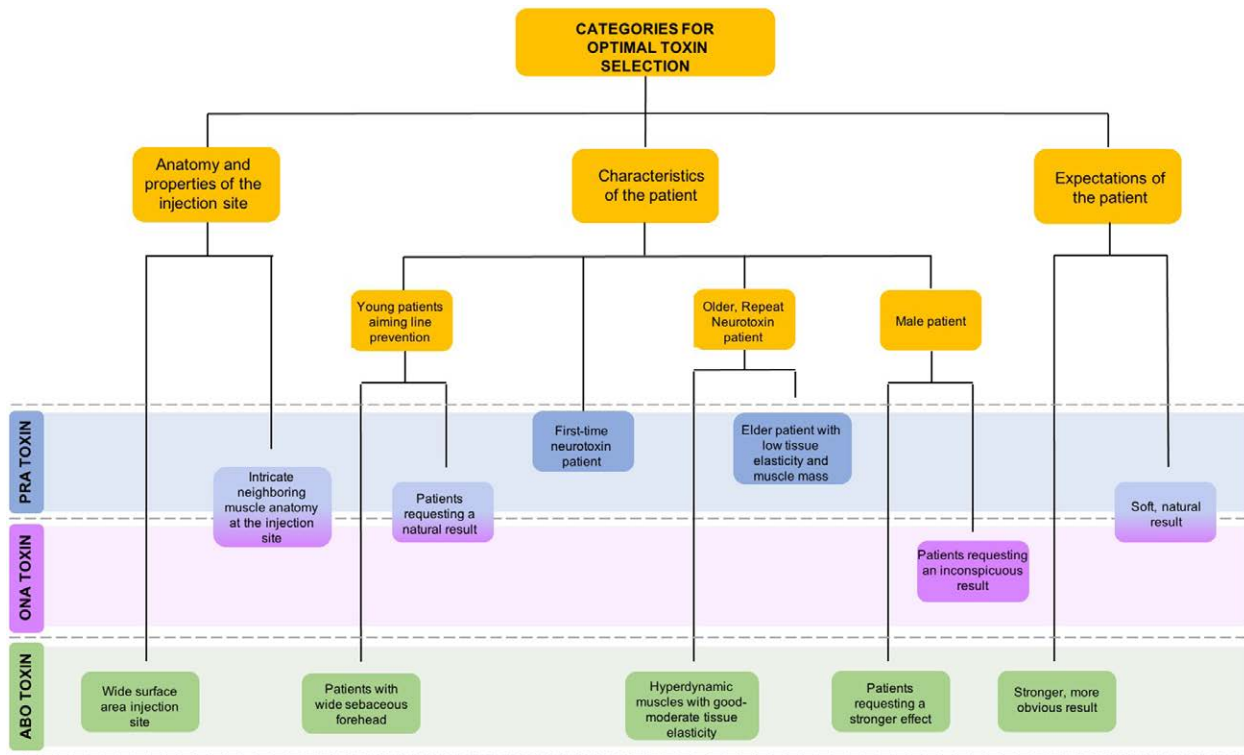 CATEGORIES FOR
OPTIMAL TOXIN
SELECTION
Anatomy and
properties of the
injection site
Characteristics
of the patient
Expectations of
the patient
Young patients
aiming line
prevention
Older, Repeat
Neurotoxin
patient
Male patient
PRA TOXIN
First-time
neurotoxin
patient
Elder patient with
low tissue
elasticity and
muscle mass
Intricate
neighboring
muscle anatomy
at the injection
site
Patients
requesting a
natural result
Soft, natural
result
ONA TOXIN
Patients requesting
an inconspicuous
result
ABO TOXIN
Wide surface
area injection
site
Patients with
wide sebaceous
forehead
Hyperdynamic
muscles with good-
moderate tissue
elasticity
Patients
requesting a
stronger effect
Stronger, more
obvious result